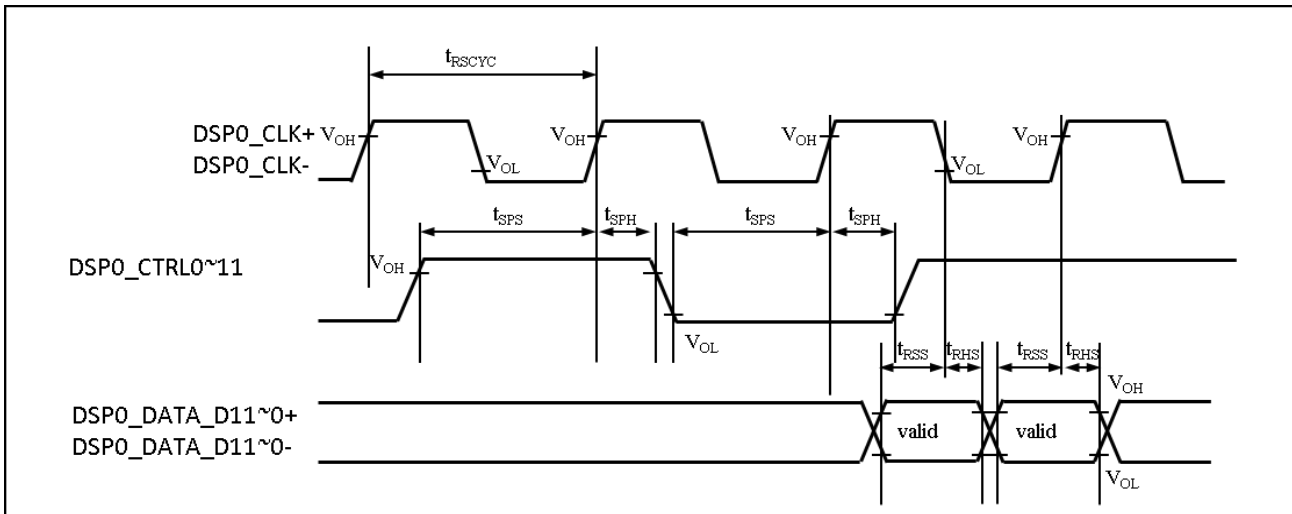 tRSCYC
DSP0_CLK+ VOH VOH VOH VOH
DSP0_CLK- VOL VOL
tSPS tSPH tSPS tSPH
DSP0_CTRL0~11 VOH
VOL
tRSS tRHS tRSS tRHS
VOH
DSP0_DATA_D11~0+
valid valid
DSP0_DATA_D11~0-
VOL